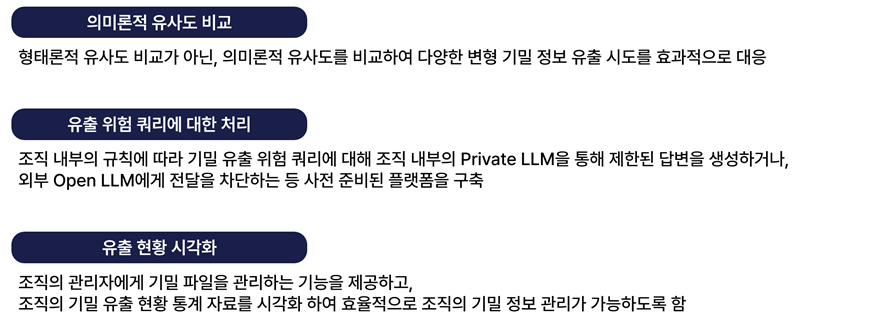 의미론적 유사도 비교
형태론적 유사도 비교가 아닌, 의미론적 유사도를 비교하여 다양한 변형 기밀 정보 유출 시도를 효과적으로 대응
유출 위험 쿼리에 대한 처리
조직 내부의 규칙에 따라 기밀 유출 위험 쿼리에 대해 조직 내부의 Private LLM을 통해 제한된 답변을 생성하거나,
외부 Open LLM에게 전달을 차단하는 등 사전 준비된 플랫폼을 구축
유출 현황 시각화
조직의 관리자에게 기밀 파일을 관리하는 기능을 제공하고,
조직의 기밀 유출 현황 통계 자료를 시각화 하여 효율적으로 조직의 기밀 정보 관리가 가능하도록 함